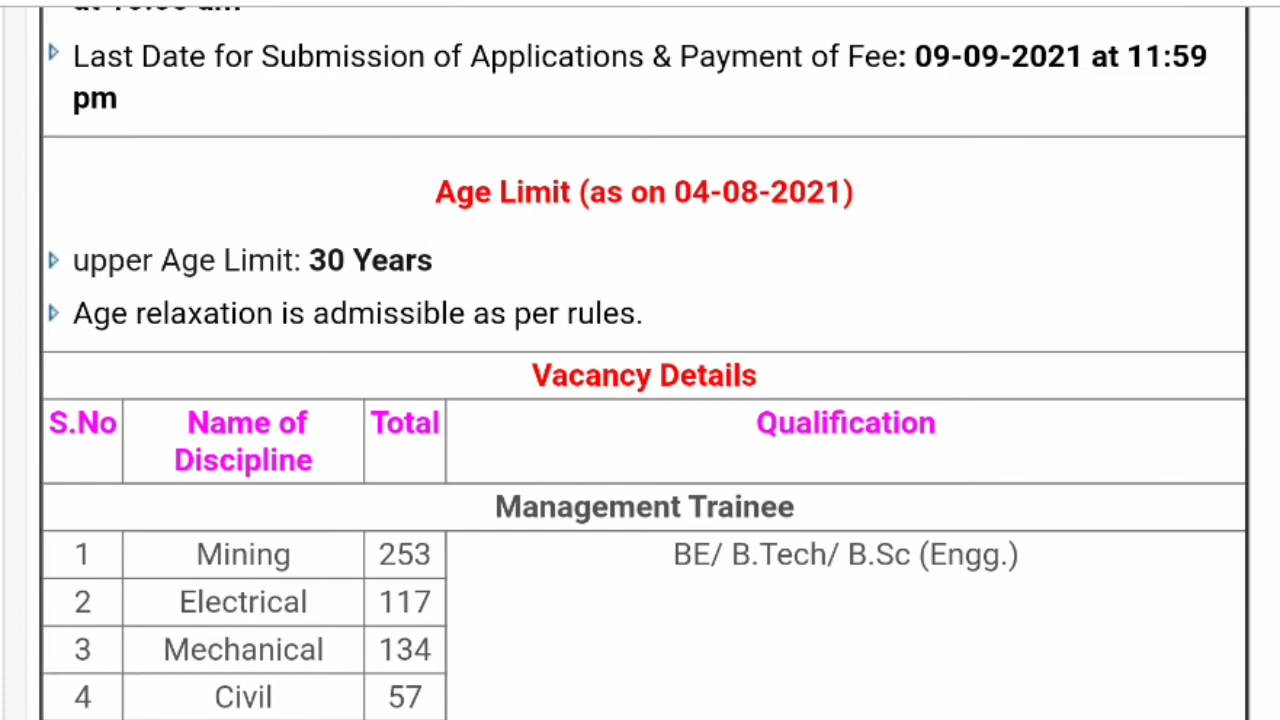 Last Date for Submission of Applications & Payment of Fee: 09-09-2021 at 11:59
pm
Age Limit (as on 04-08-2021)
upper Age Limit: 30 Years
Age relaxation is admissible as per rules.
Vacancy Details
S.No Name of Discipline Total Qualification
Management Trainee
1 Mining 253 BE/ B.Tech/ B.Sc (Engg.)
2 Electrical 117
3 Mechanical 134
4 Civil 57